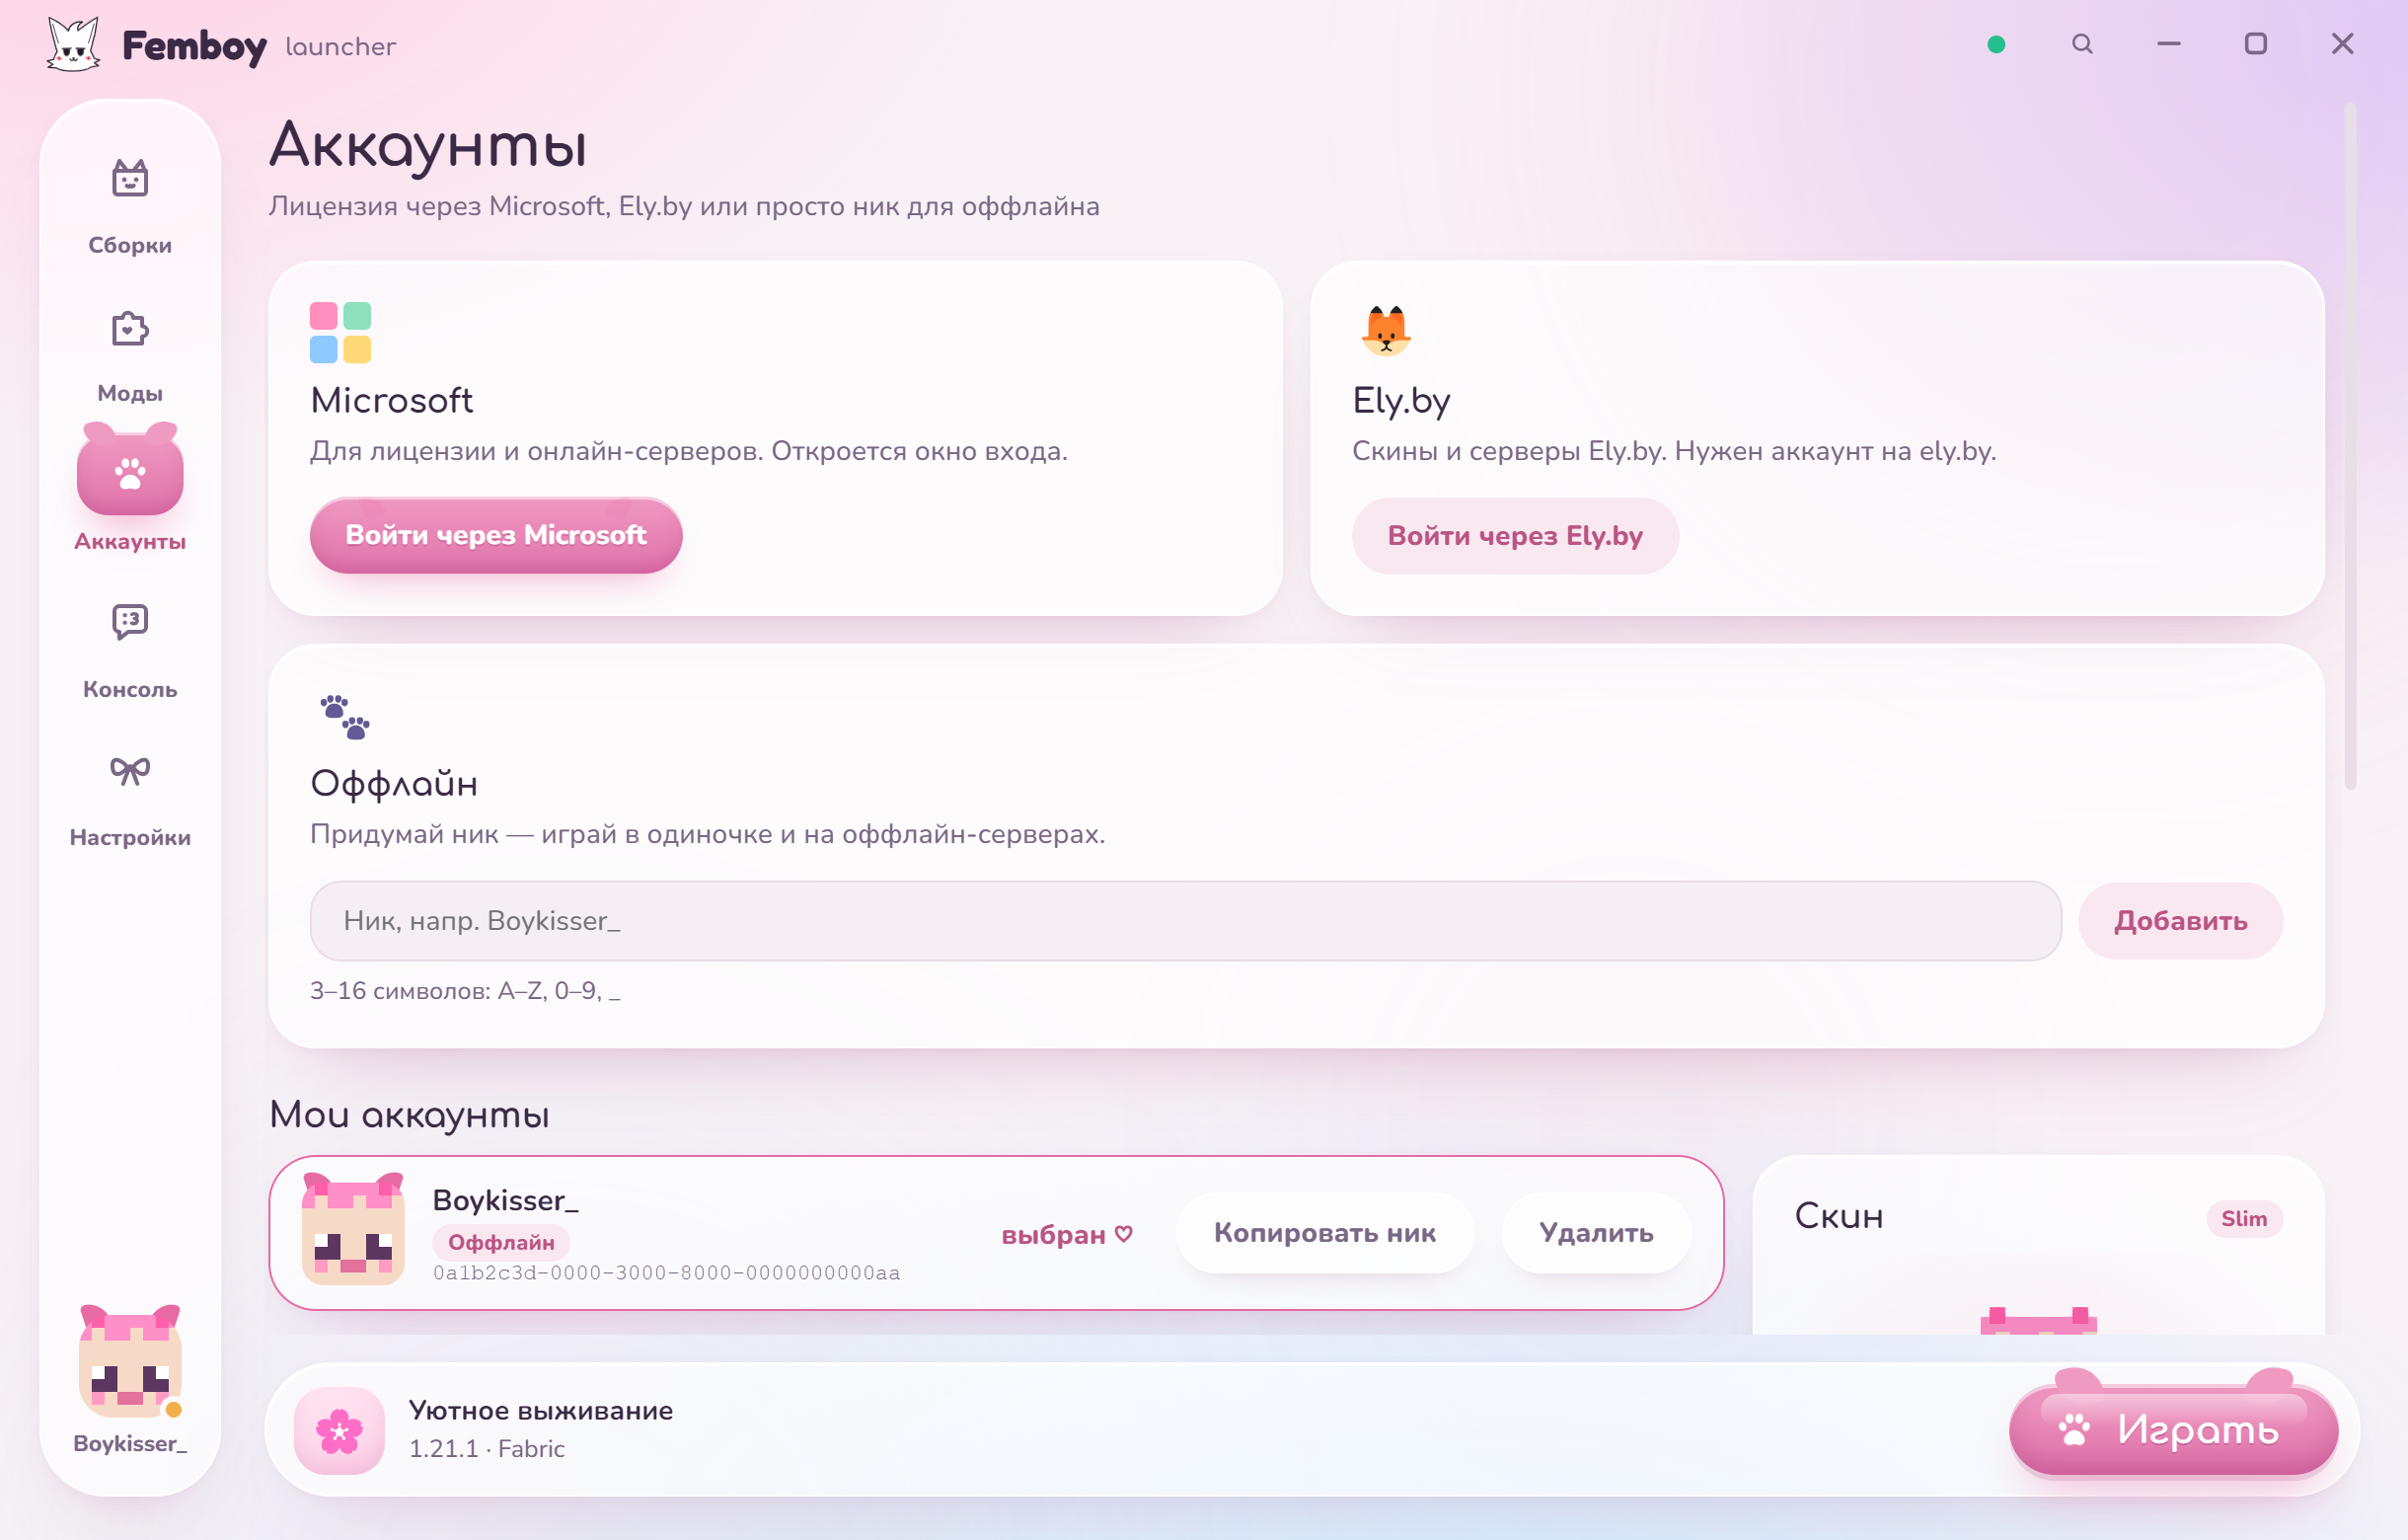 Femboy launcher
Аккаунты
Лицензия через Microsoft, Ely.by или просто ник для оффлайна
Сборки
Моды
Аккаунты
:3
Консоль
Настройки
Boykisser_
Microsoft
Для лицензии и онлайн-серверов. Откроется окно входа.
Войти через Microsoft
Ely.by
Скины и серверы Ely.by. Нужен аккаунт на ely.by.
Войти через Ely.by
Оффлайн
Придумай ник — играй в одиночке и на оффлайн-серверах.
Ник, напр. Boykisser_
Добавить
3–16 символов: A–Z, 0–9, _
Мои аккаунты
Boykisser_
Оффлайн
0a1b2c3d-0000-3000-8000-0000000000aa
выбран ♡
Копировать ник
Удалить
Скин
Slim
Уютное выживание
1.21.1 · Fabric
Играть